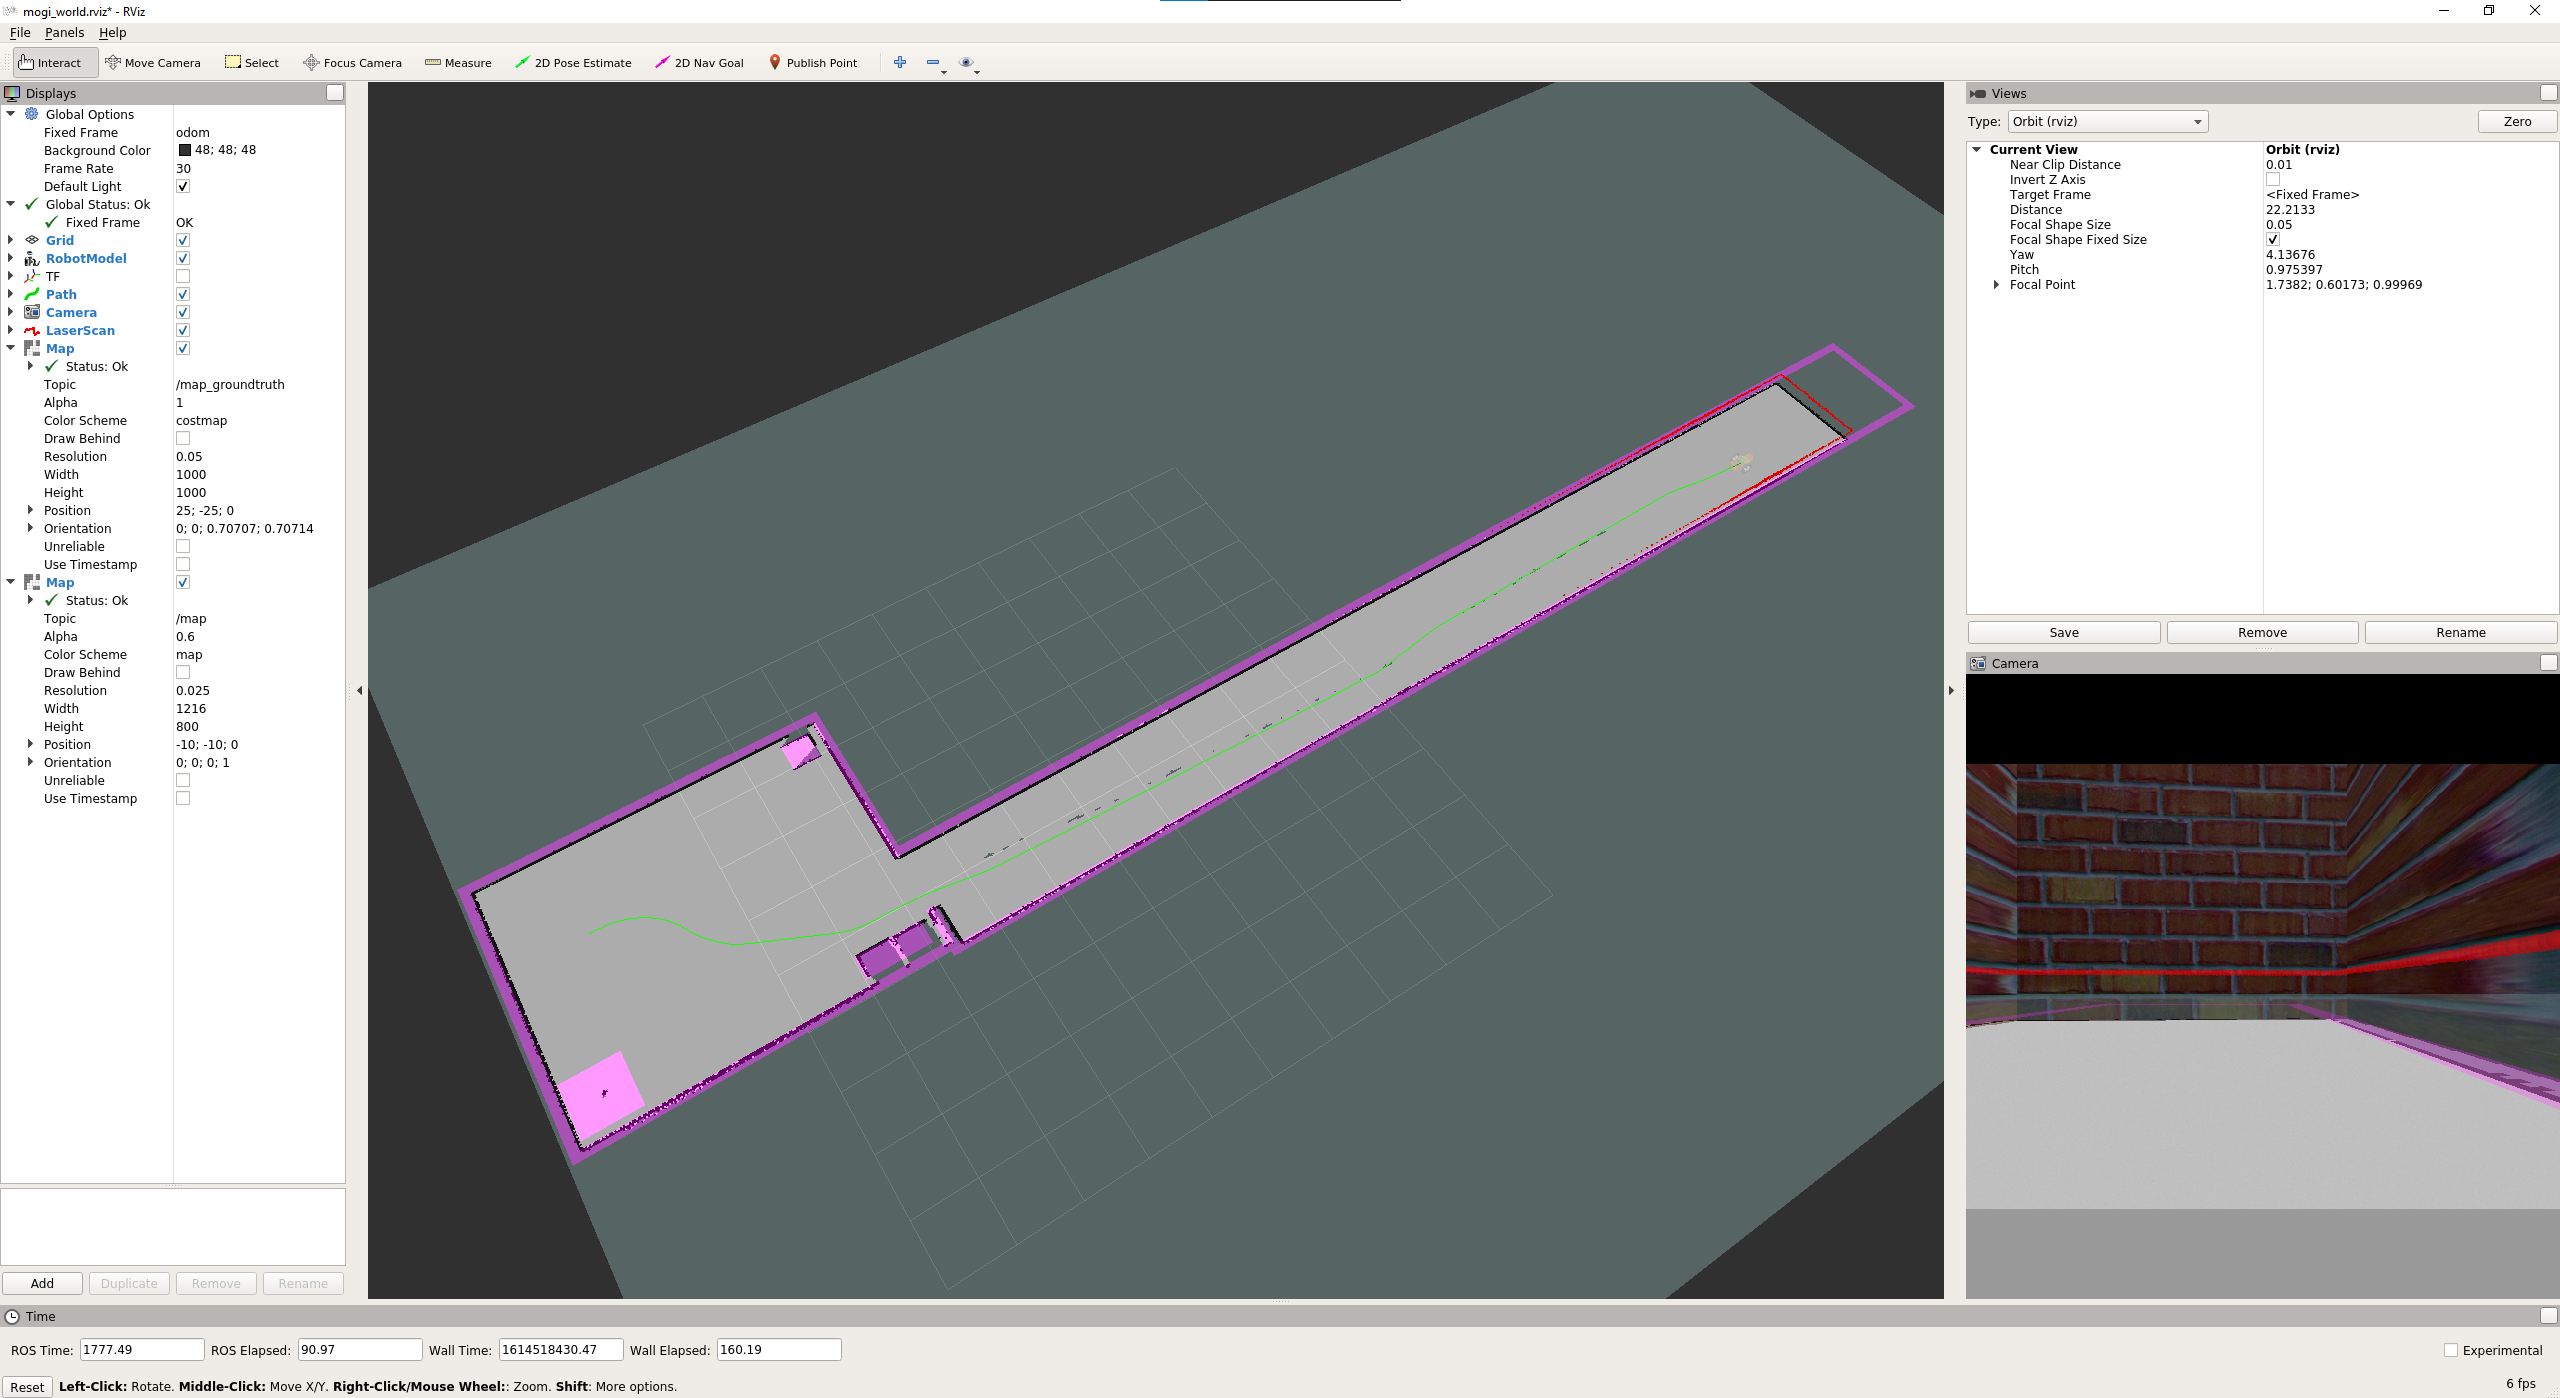 mogi_world.rviz* - RViz
File Panels Help
Interact Move Camera Select Focus Camera Measure 2D Pose Estimate 2D Nav Goal Publish Point
Displays
Global Options
Fixed Frame odom
Background Color 48; 48; 48
Frame Rate 30
Default Light
Global Status: Ok
Fixed Frame OK
Grid
RobotModel
TF
Path
Camera
LaserScan
Map
Status: Ok
Topic /map_groundtruth
Alpha 1
Color Scheme costmap
Draw Behind
Resolution 0.05
Width 1000
Height 1000
Position 25; -25; 0
Orientation 0; 0; 0.70707; 0.70714
Unreliable
Use Timestamp
Map
Status: Ok
Topic /map
Alpha 0.6
Color Scheme map
Draw Behind
Resolution 0.025
Width 1216
Height 800
Position -10; -10; 0
Orientation 0; 0; 0; 1
Unreliable
Use Timestamp
Add Duplicate Remove Rename
Views
Type: Orbit (rviz) Zero
Current View Orbit (rviz)
Near Clip Distance 0.01
Invert Z Axis
Target Frame <Fixed Frame>
Distance 22.2133
Focal Shape Size 0.05
Focal Shape Fixed Size
Yaw 4.13676
Pitch 0.975397
Focal Point 1.7382; 0.60173; 0.99969
Save Remove Rename
Camera
Time
ROS Time: 1777.49 ROS Elapsed: 90.97 Wall Time: 1614518430.47 Wall Elapsed: 160.19 Experimental
Reset Left-Click: Rotate. Middle-Click: Move X/Y. Right-Click/Mouse Wheel:: Zoom. Shift: More options. 6 fps